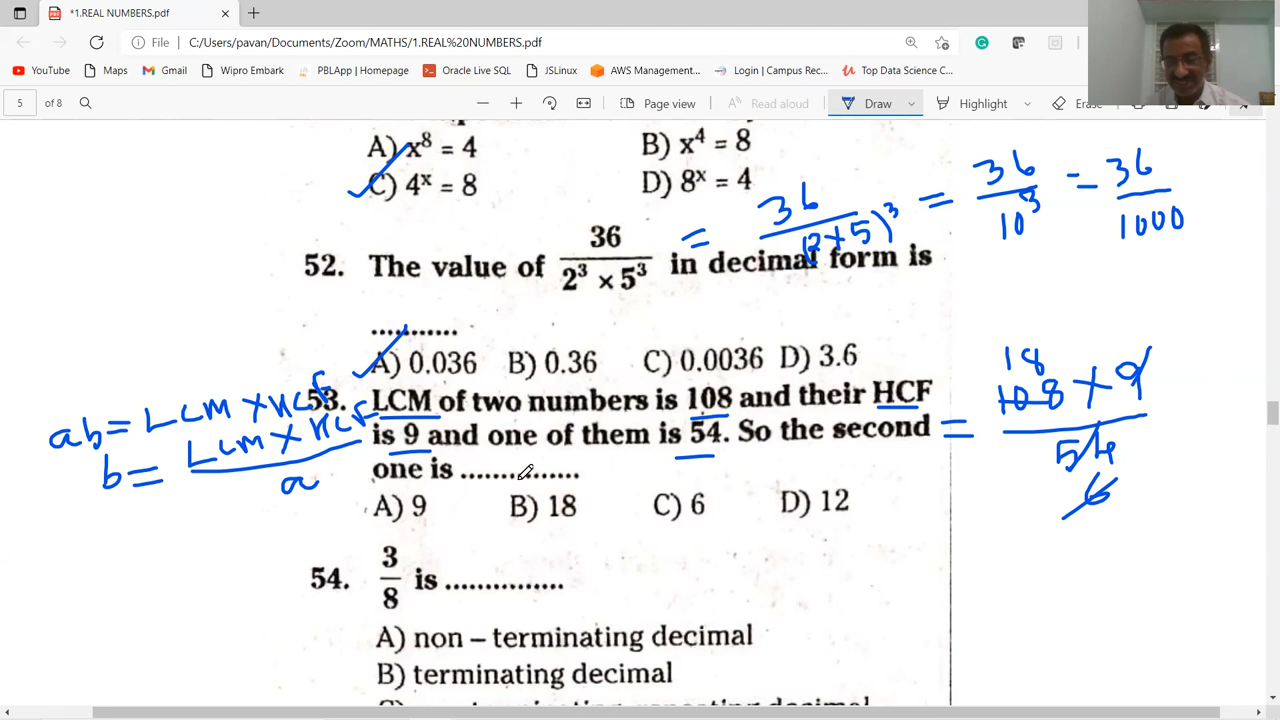 *1.REAL NUMBERS.pdf
File C:/Users/pavan/Documents/Zoom/MATHS/1.REAL%20NUMBERS.pdf
YouTube Maps Gmail Wipro Embark PBLApp | Homepage Oracle Live SQL JSLinux AWS Management... Login | Campus Rec... Top Data Science C...
5 of 8 Page view Read aloud Draw Highlight Erase
A) x⁸ = 4 B) x⁴ = 8
C) 4ˣ = 8 D) 8ˣ = 4
52. The value of 36 / 2³ × 5³ in decimal form is
= 36 / (2×5)³ = 36 / 10³ = 36 / 1000
............
A) 0.036 B) 0.36 C) 0.0036 D) 3.6
53. LCM of two numbers is 108 and their HCF
is 9 and one of them is 54. So the second
one is ...............
ab = LCM × HCF
b = LCM × HCF / a
18
= 108 × 9 / 54
6
A) 9 B) 18 C) 6 D) 12
54. 3/8 is ...............
A) non – terminating decimal
B) terminating decimal